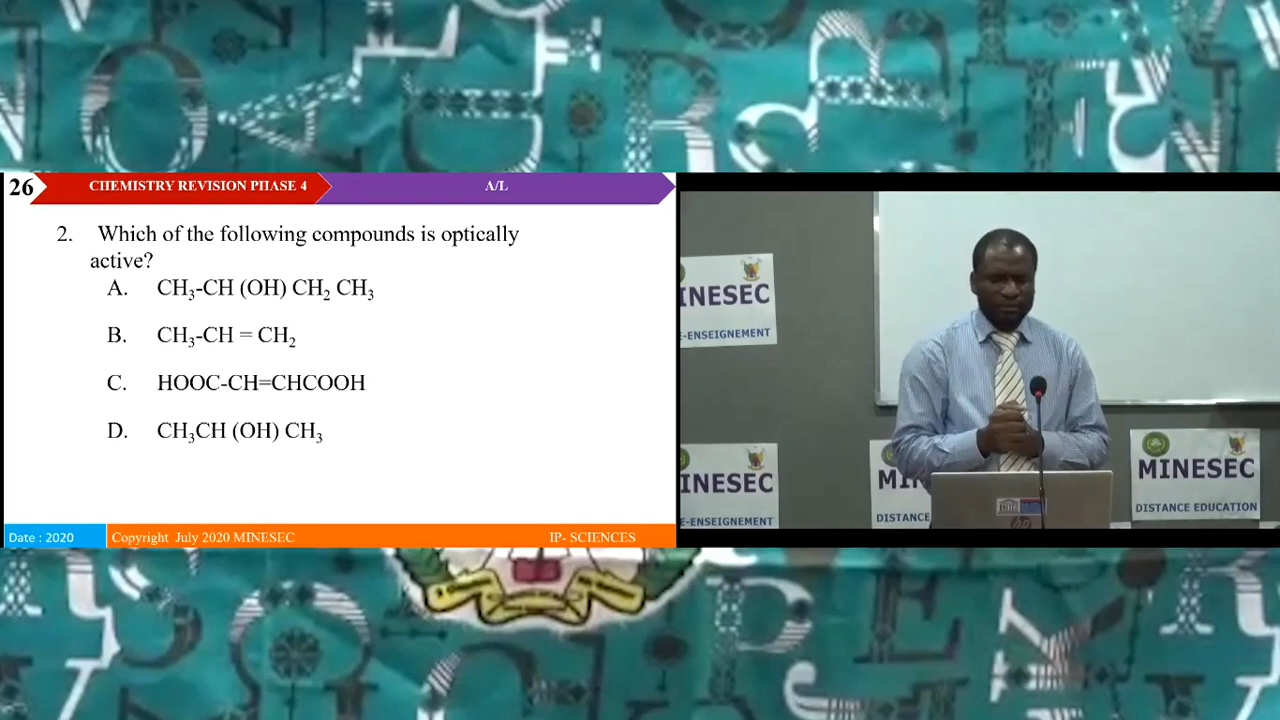 26
CHEMISTRY REVISION PHASE 4
A/L
2. Which of the following compounds is optically
active?
A. CH₃-CH (OH) CH₂ CH₃
B. CH₃-CH = CH₂
C. HOOC-CH=CHCOOH
D. CH₃CH (OH) CH₃
Date : 2020
Copyright July 2020 MINESEC
IP- SCIENCES
INESEC
E-ENSEIGNEMENT
INESEC
E-ENSEIGNEMENT
MIN
DISTANCE
MINESEC
DISTANCE EDUCATION
hp